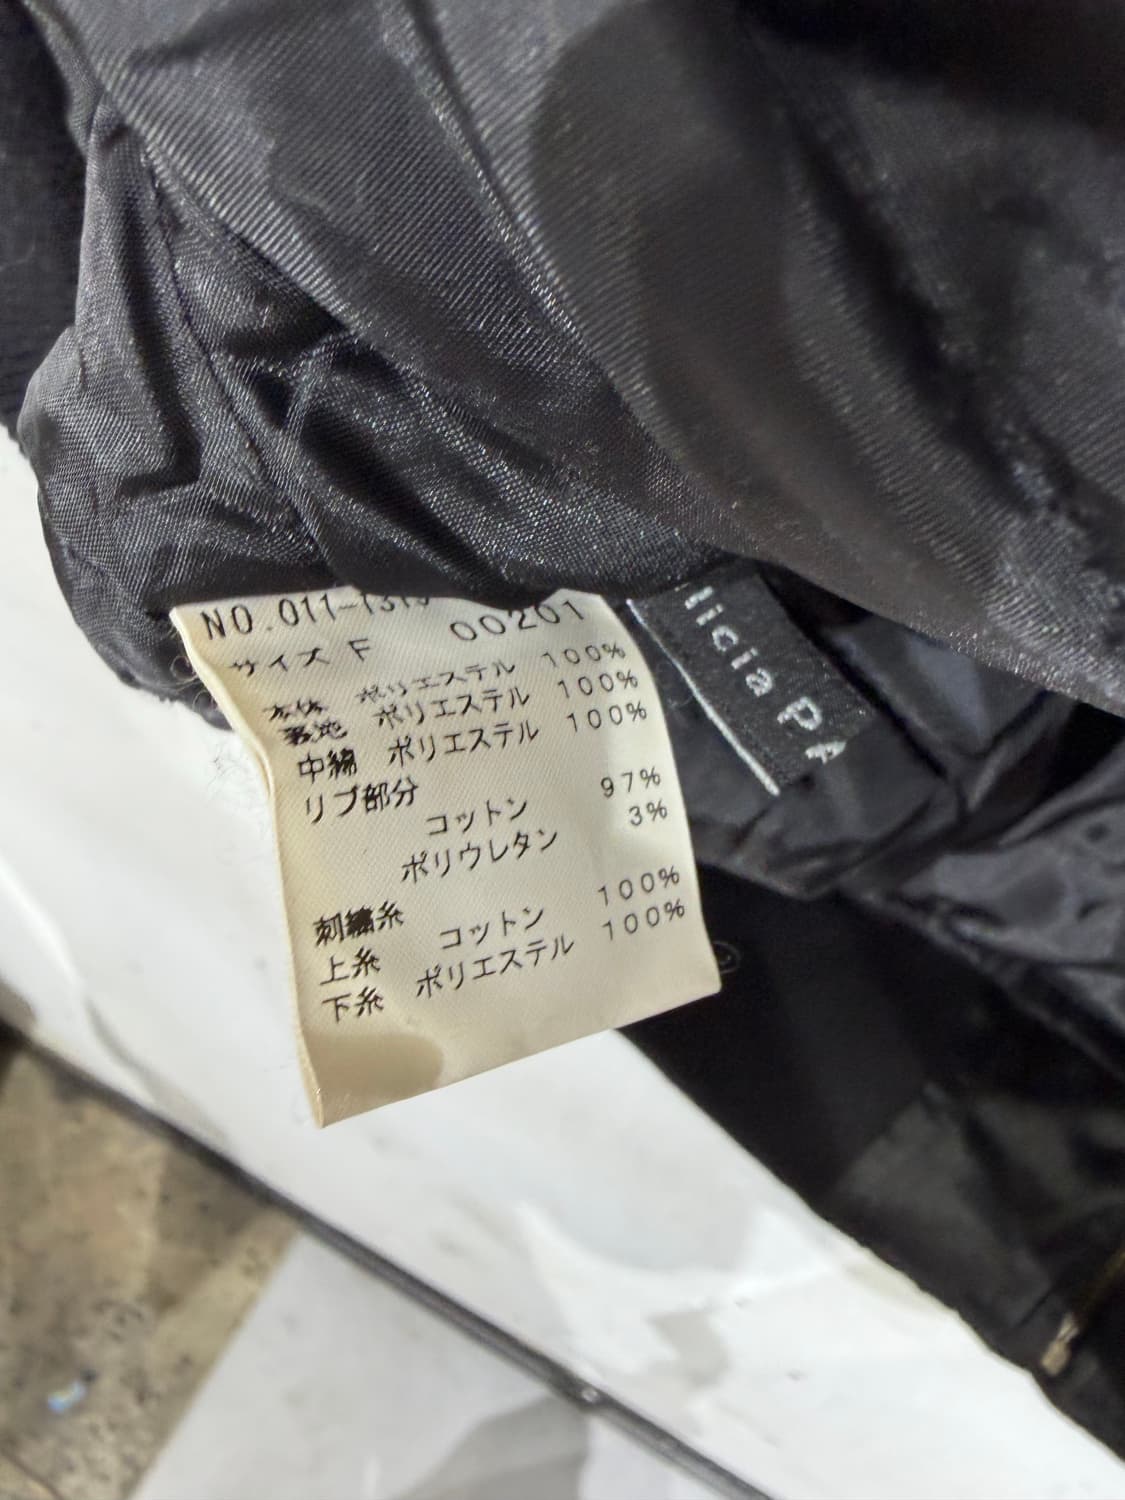 NO.011-1319
00201
サイズ F
本体 ポリエステル 100%
裏地 ポリエステル 100%
中綿 ポリエステル 100%
リブ部分
コットン 97%
ポリウレタン 3%
刺繍糸
上糸 コットン 100%
下糸 ポリエステル 100%
licia P